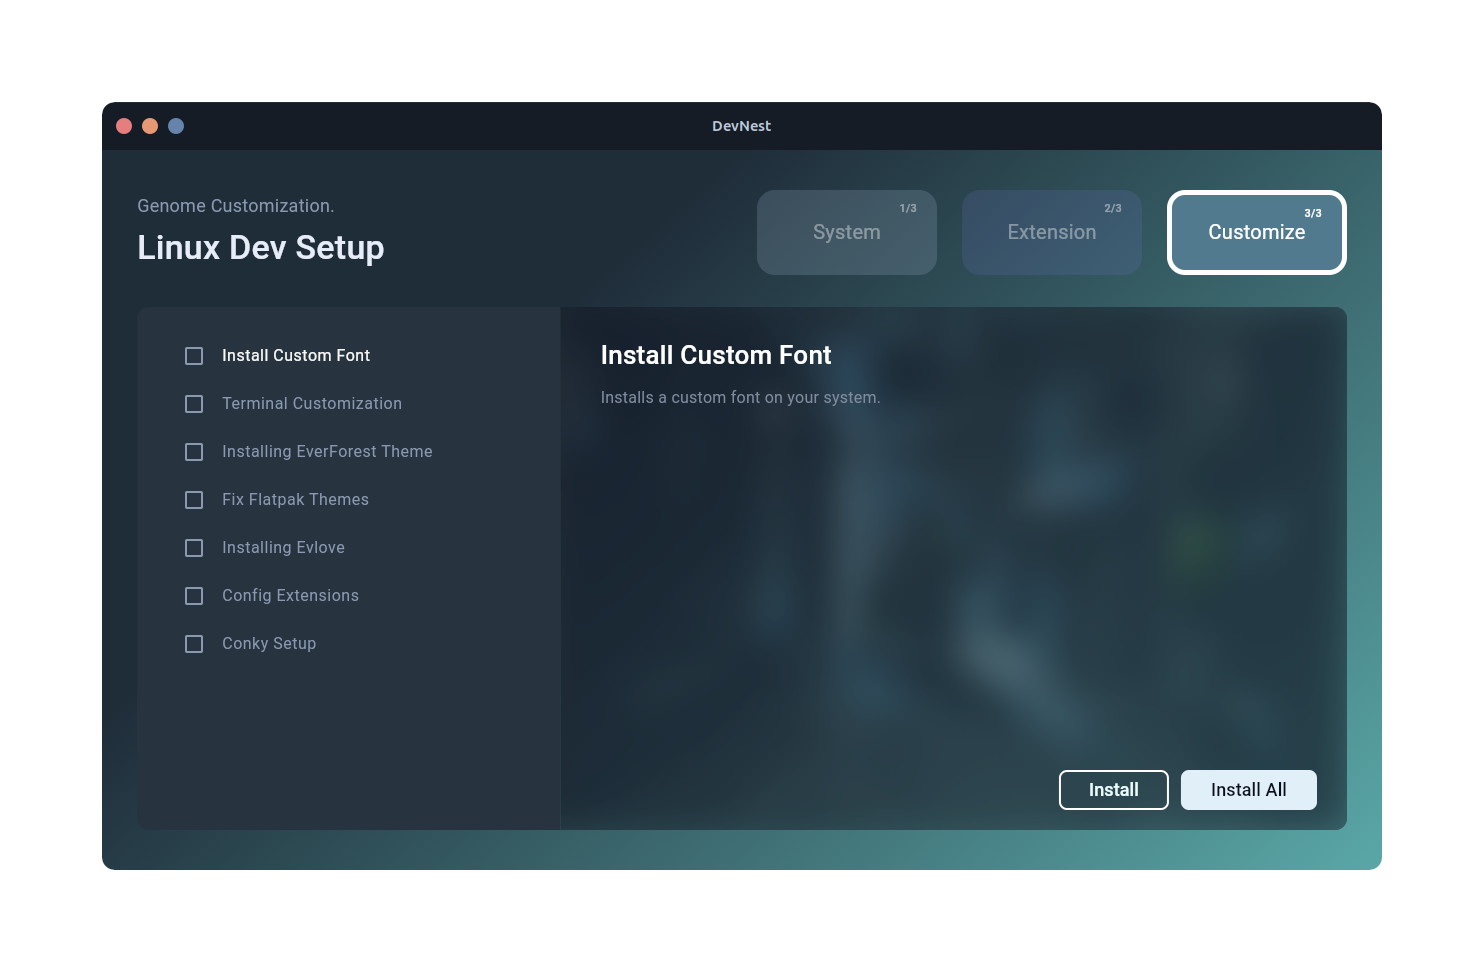 DevNest
Genome Customization.
Linux Dev Setup
1/3
System
2/3
Extension
3/3
Customize
Install Custom Font
Terminal Customization
Installing EverForest Theme
Fix Flatpak Themes
Installing Evlove
Config Extensions
Conky Setup
Install Custom Font
Installs a custom font on your system.
Install
Install All